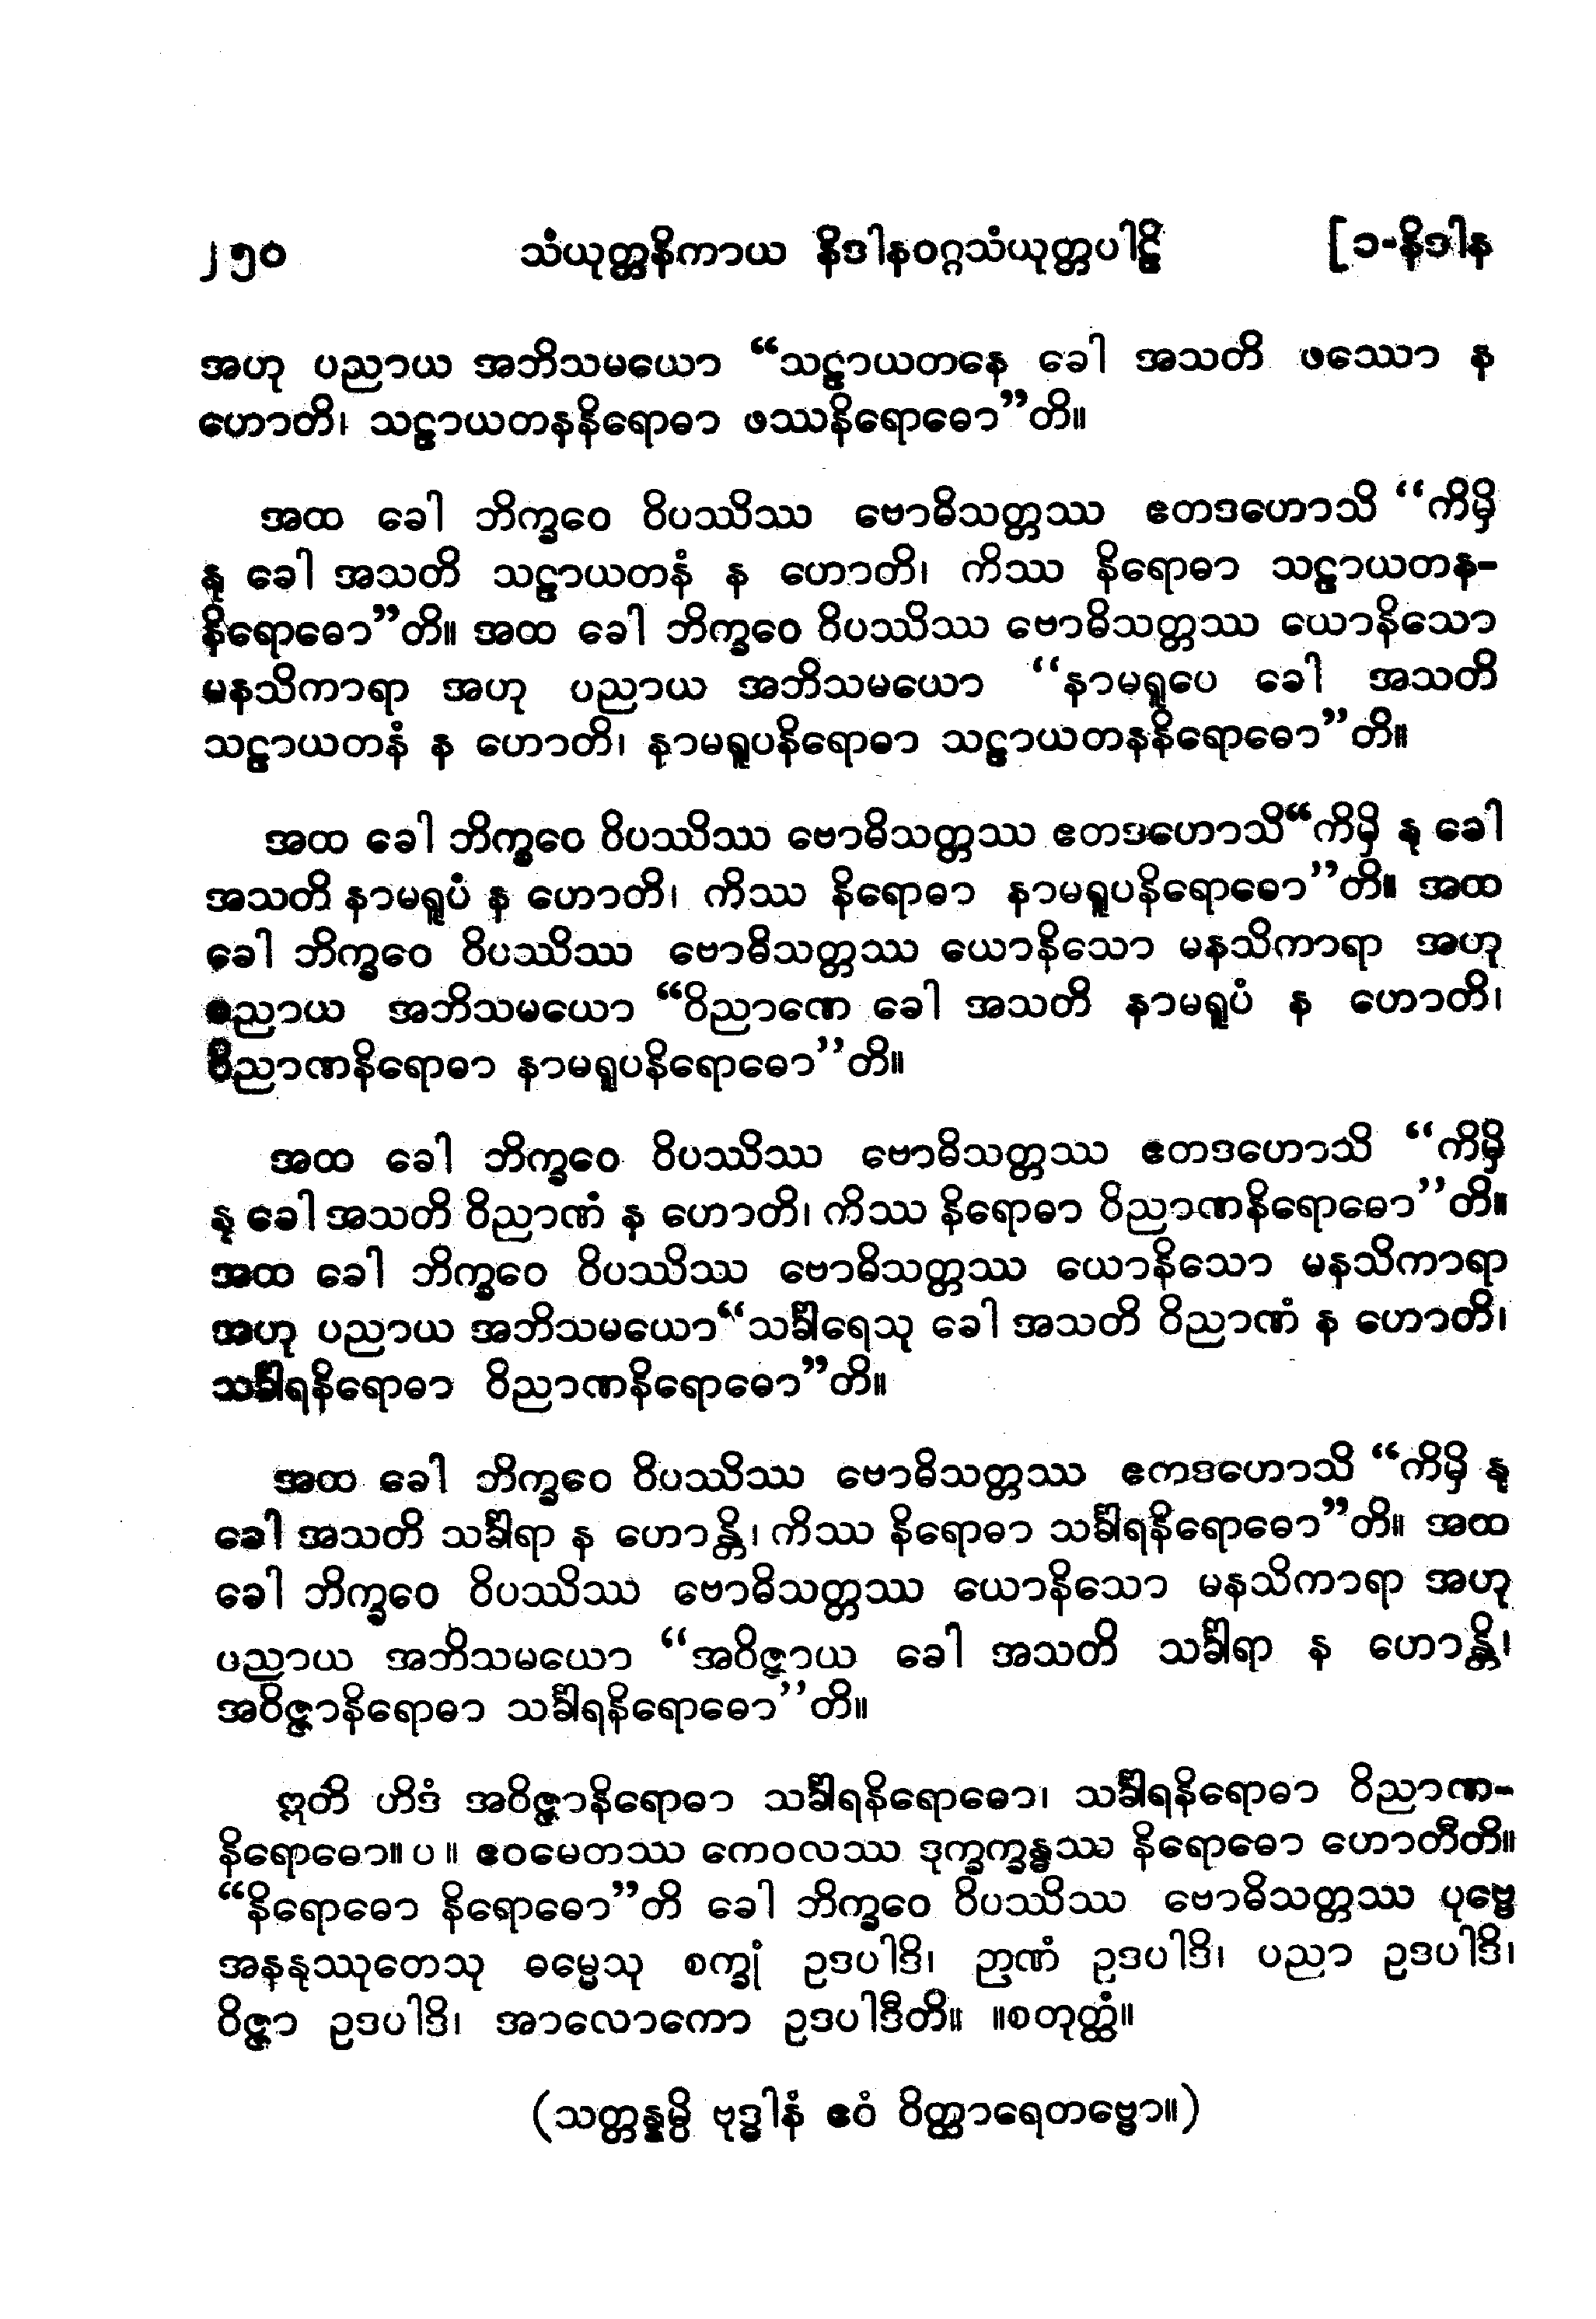 ၂၅၀ သံယုတ္တနိကာယ နိဒါနဝဂ္ဂသံယုတ္တပါဠိ [၁-နိဒါန
အဟု ပညာယ အဘိသမယော “သဠာယတနေ ခေါ အသတိ ဖဿော န
ဟောတိ၊ သဠာယတနနိရောဓာ ဖဿနိရောဓော”တိ။
အထ ခေါ ဘိက္ခဝေ ဝိပဿိဿ ဗောဓိသတ္တဿ ဧတဒဟောသိ “ကိမှိ
နု ခေါ အသတိ သဠာယတနံ န ဟောတိ၊ ကိဿ နိရောဓာ သဠာယတန-
နိရောဓော”တိ။ အထ ခေါ ဘိက္ခဝေ ဝိပဿိဿ ဗောဓိသတ္တဿ ယောနိသော
မနသိကာရာ အဟု ပညာယ အဘိသမယော “နာမရူပေ ခေါ အသတိ
သဠာယတနံ န ဟောတိ၊ နာမရူပနိရောဓာ သဠာယတနနိရောဓော”တိ။
အထ ခေါ ဘိက္ခဝေ ဝိပဿိဿ ဗောဓိသတ္တဿ ဧတဒဟောသိ“ကိမှိ နု ခေါ
အသတိ နာမရူပံ န ဟောတိ၊ ကိဿ နိရောဓာ နာမရူပနိရောဓော”တိ။ အထ
ခေါ ဘိက္ခဝေ ဝိပဿိဿ ဗောဓိသတ္တဿ ယောနိသော မနသိကာရာ အဟု
ပညာယ အဘိသမယော “ဝိညာဏေ ခေါ အသတိ နာမရူပံ န ဟောတိ၊
ဝိညာဏနိရောဓာ နာမရူပနိရောဓော”တိ။
အထ ခေါ ဘိက္ခဝေ ဝိပဿိဿ ဗောဓိသတ္တဿ ဧတဒဟောသိ “ကိမှိ
နု ခေါ အသတိ ဝိညာဏံ န ဟောတိ၊ ကိဿ နိရောဓာ ဝိညာဏနိရောဓော”တိ။
အထ ခေါ ဘိက္ခဝေ ဝိပဿိဿ ဗောဓိသတ္တဿ ယောနိသော မနသိကာရာ
အဟု ပညာယ အဘိသမယော“သင်္ခါရေသု ခေါ အသတိ ဝိညာဏံ န ဟောတိ၊
သင်္ခါရနိရောဓာ ဝိညာဏနိရောဓော”တိ။
အထ ခေါ ဘိက္ခဝေ ဝိပဿိဿ ဗောဓိသတ္တဿ ဧကဒဟောသိ “ကိမှိ နု
ခေါ အသတိ သင်္ခါရာ န ဟောန္တိ၊ ကိဿ နိရောဓာ သင်္ခါရနိရောဓော”တိ။ အထ
ခေါ ဘိက္ခဝေ ဝိပဿိဿ ဗောဓိသတ္တဿ ယောနိသော မနသိကာရာ အဟု
ပညာယ အဘိသမယော “အဝိဇ္ဇာယ ခေါ အသတိ သင်္ခါရာ န ဟောန္တိ၊
အဝိဇ္ဇာနိရောဓာ သင်္ခါရနိရောဓော”တိ။
ဣတိ ဟိဒံ အဝိဇ္ဇာနိရောဓာ သင်္ခါရနိရောဓော၊ သင်္ခါရနိရောဓာ ဝိညာဏ-
နိရောဓော။ ပ ။ ဧဝမေတဿ ကေဝလဿ ဒုက္ခက္ခန္ဓဿ နိရောဓော ဟောတီတိ။
“နိရောဓော နိရောဓော”တိ ခေါ ဘိက္ခဝေ ဝိပဿိဿ ဗောဓိသတ္တဿ ပုဗ္ဗေ
အနနုဿုတေသု ဓမ္မေသု စက္ခုံ ဥဒပါဒိ၊ ဉာဏံ ဥဒပါဒိ၊ ပညာ ဥဒပါဒိ၊
ဝိဇ္ဇာ ဥဒပါဒိ၊ အာလောကော ဥဒပါဒီတိ။ ။စတုတ္ထံ။
(သတ္တန္နမ္ပိ ဗုဒ္ဓါနံ ဧဝံ ဝိတ္ထာရေတဗ္ဗော။)